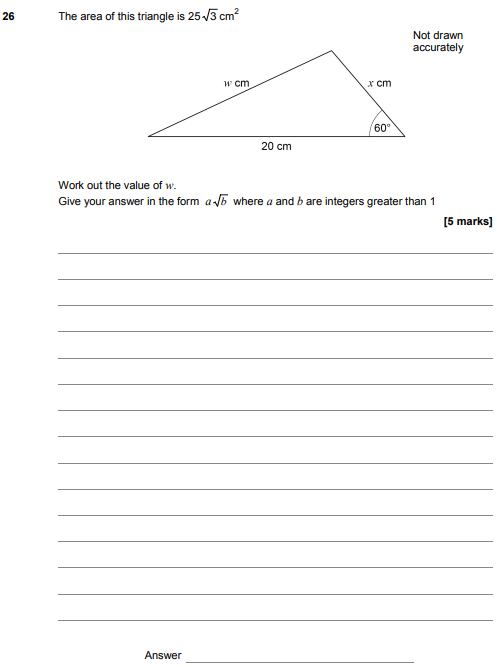 26 The area of this triangle is 25√3 cm²
Not drawn
accurately
w cm
x cm
60°
20 cm
Work out the value of w.
Give your answer in the form a√b where a and b are integers greater than 1
[5 marks]
Answer